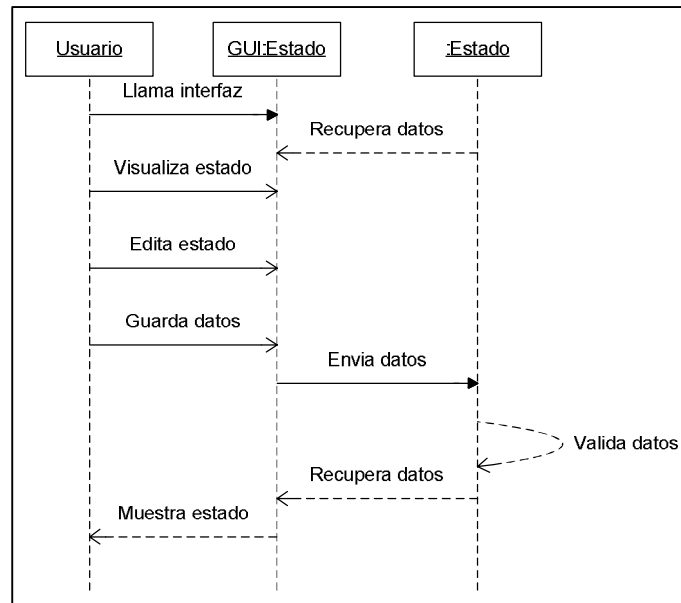 Usuario
GUI:Estado
:Estado
Llama interfaz
Recupera datos
Visualiza estado
Edita estado
Guarda datos
Envia datos
Valida datos
Recupera datos
Muestra estado